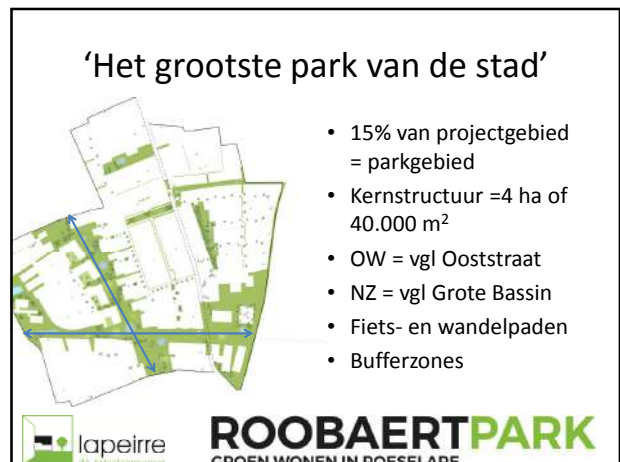 ‘Het grootste park van de stad’
• 15% van projectgebied
= parkgebied
• Kernstructuur =4 ha of
40.000 m²
• OW = vgl Ooststraat
• NZ = vgl Grote Bassin
• Fiets- en wandelpaden
• Bufferzones
lapeirre
ROOBAERTPARK
GROEN WONEN IN ROESELARE